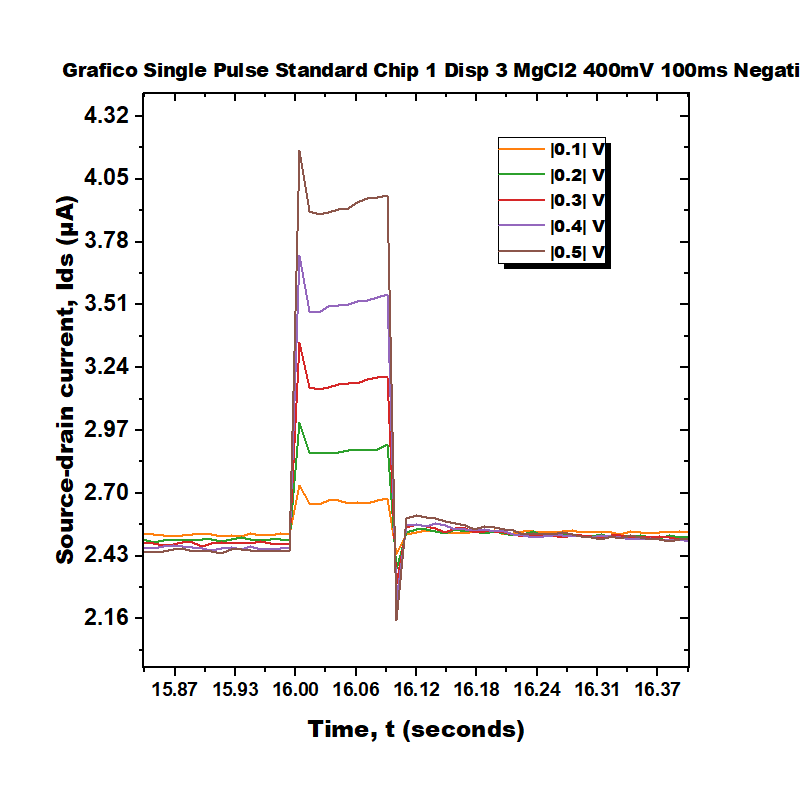 Grafico Single Pulse Standard Chip 1 Disp 3 MgCl2 400mV 100ms Negati
4.32
4.05
3.78
3.51
3.24
2.97
2.70
2.43
2.16
Source-drain current, Ids (µA)
|0.1| V
|0.2| V
|0.3| V
|0.4| V
|0.5| V
15.87 15.93 16.00 16.06 16.12 16.18 16.24 16.31 16.37
Time, t (seconds)